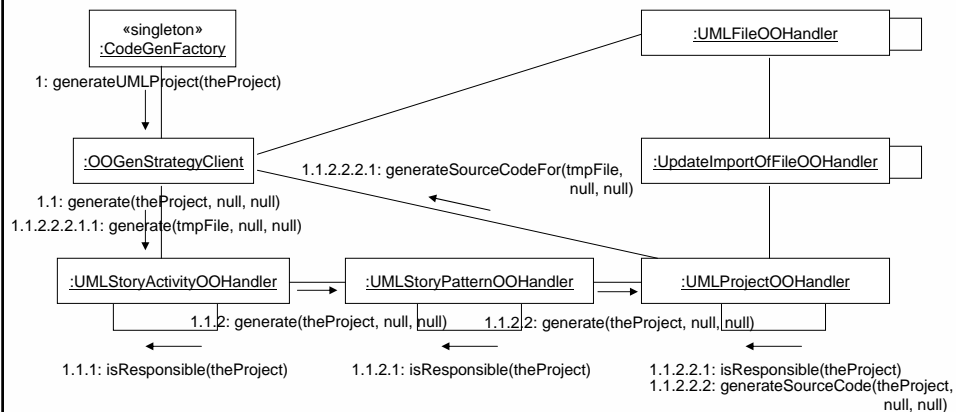 «singleton»
:CodeGenFactory
:UMLFileOOHandler
1: generateUMLProject(theProject)
:OOGenStrategyClient
:UpdateImportOfFileOOHandler
1.1.2.2.2.1: generateSourceCodeFor(tmpFile,
null, null)
1.1: generate(theProject, null, null)
1.1.2.2.2.1.1: generate(tmpFile, null, null)
:UMLStoryActivityOOHandler
:UMLStoryPatternOOHandler
:UMLProjectOOHandler
1.1.2: generate(theProject, null, null)
1.1.2.2: generate(theProject, null, null)
1.1.1: isResponsible(theProject)
1.1.2.1: isResponsible(theProject)
1.1.2.2.1: isResponsible(theProject)
1.1.2.2.2: generateSourceCode(theProject,
null, null)